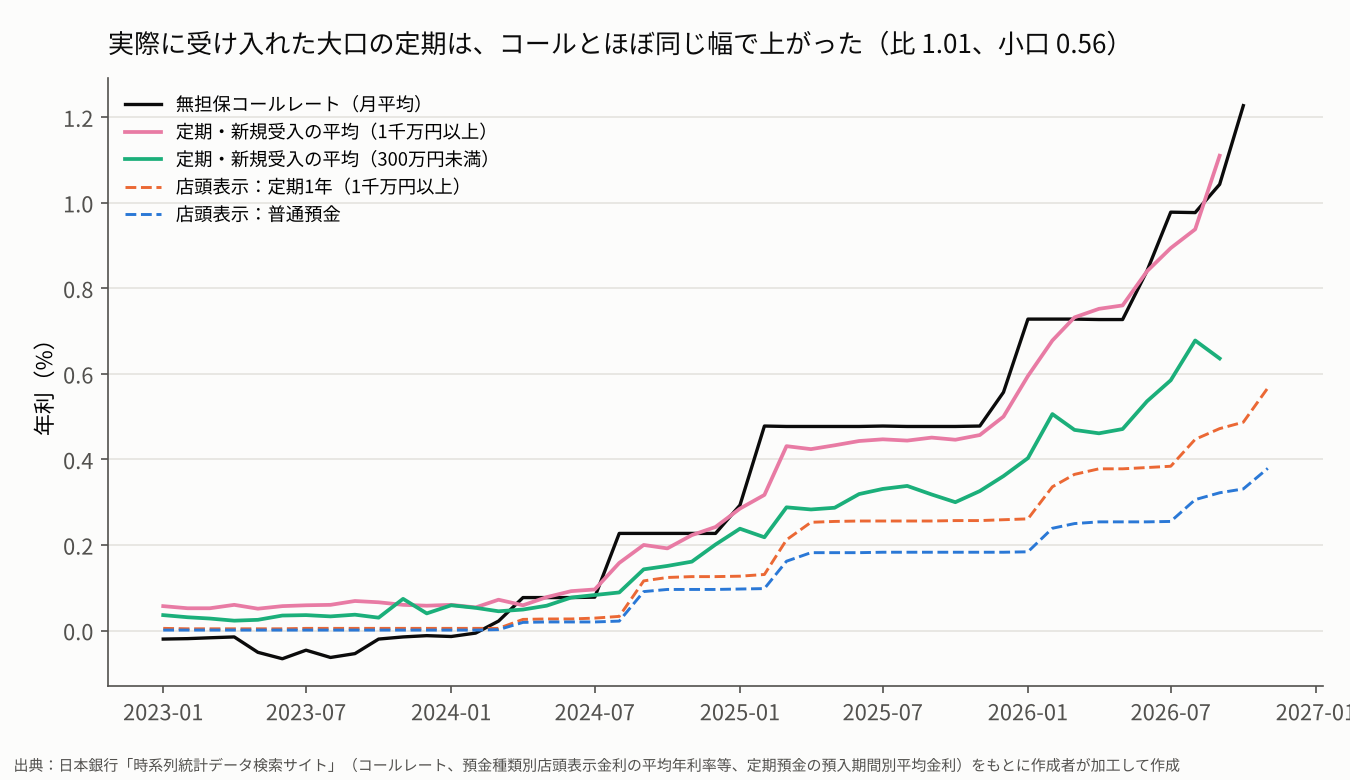 実際に受け入れた大口の定期は、コールとほぼ同じ幅で上がった（比 1.01、小口 0.56）
無担保コールレート（月平均）
定期・新規受入の平均（1千万円以上）
定期・新規受入の平均（300万円未満）
店頭表示：定期1年（1千万円以上）
店頭表示：普通預金
年利（%）
1.2
1.0
0.8
0.6
0.4
0.2
0.0
2023-01 2023-07 2024-01 2024-07 2025-01 2025-07 2026-01 2026-07 2027-01
出典：日本銀行「時系列統計データ検索サイト」（コールレート、預金種類別店頭表示金利の平均年利率等、定期預金の預入期間別平均金利）をもとに作成者が加工して作成